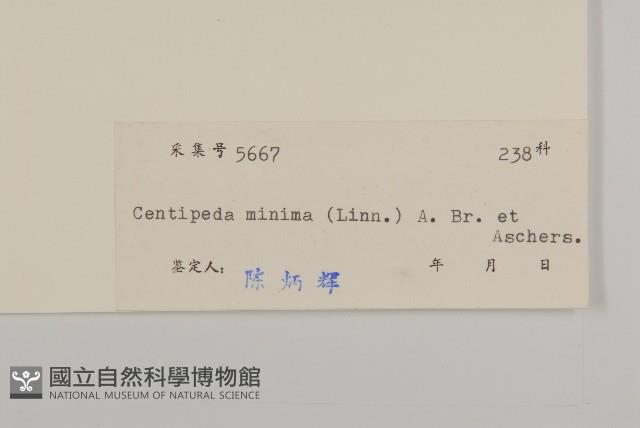 采集号 5667 238科
Centipeda minima (Linn.) A. Br. et
Aschers.
鉴定人: 陈炳辉 年 月 日
國立自然科學博物館
NATIONAL MUSEUM OF NATURAL SCIENCE